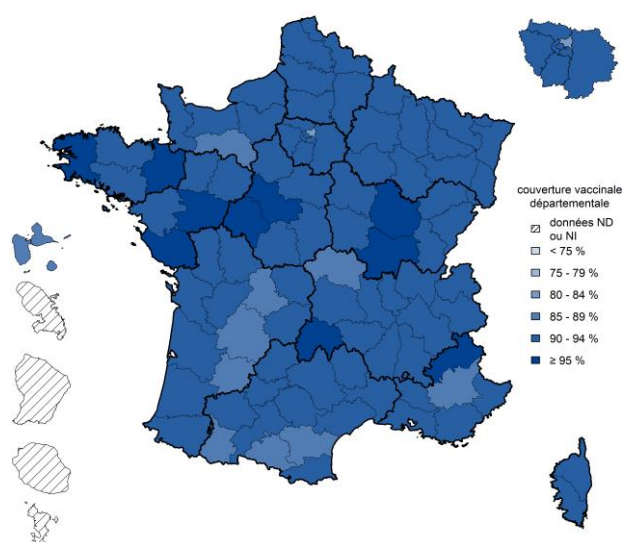 couverture vaccinale
départementale
données ND
ou NI
< 75 %
75 - 79 %
80 - 84 %
85 - 89 %
90 - 94 %
≥ 95 %